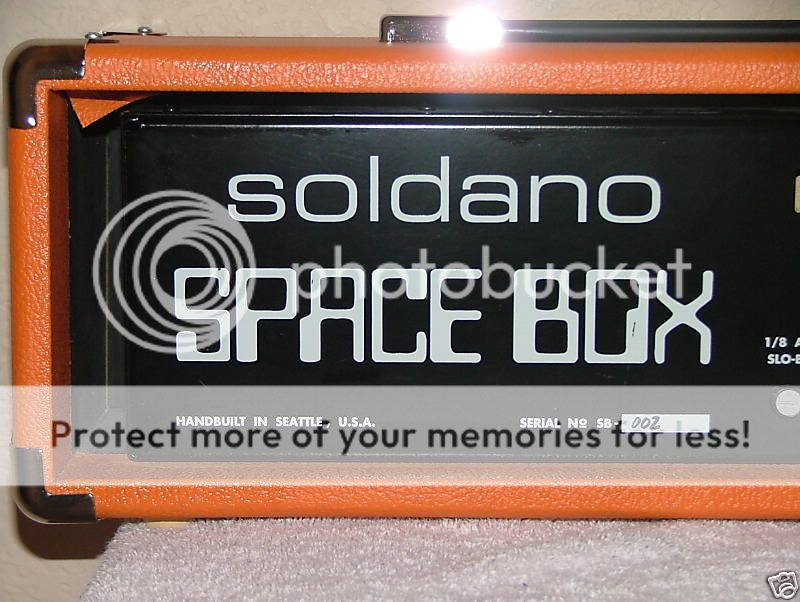 soldano
photobucket
SPACE BOX
1/8 A
SLO-B
HANDBUILT IN SEATTLE, U.S.A.
SERIAL Nº SB- 002
Protect more of your memories for less!